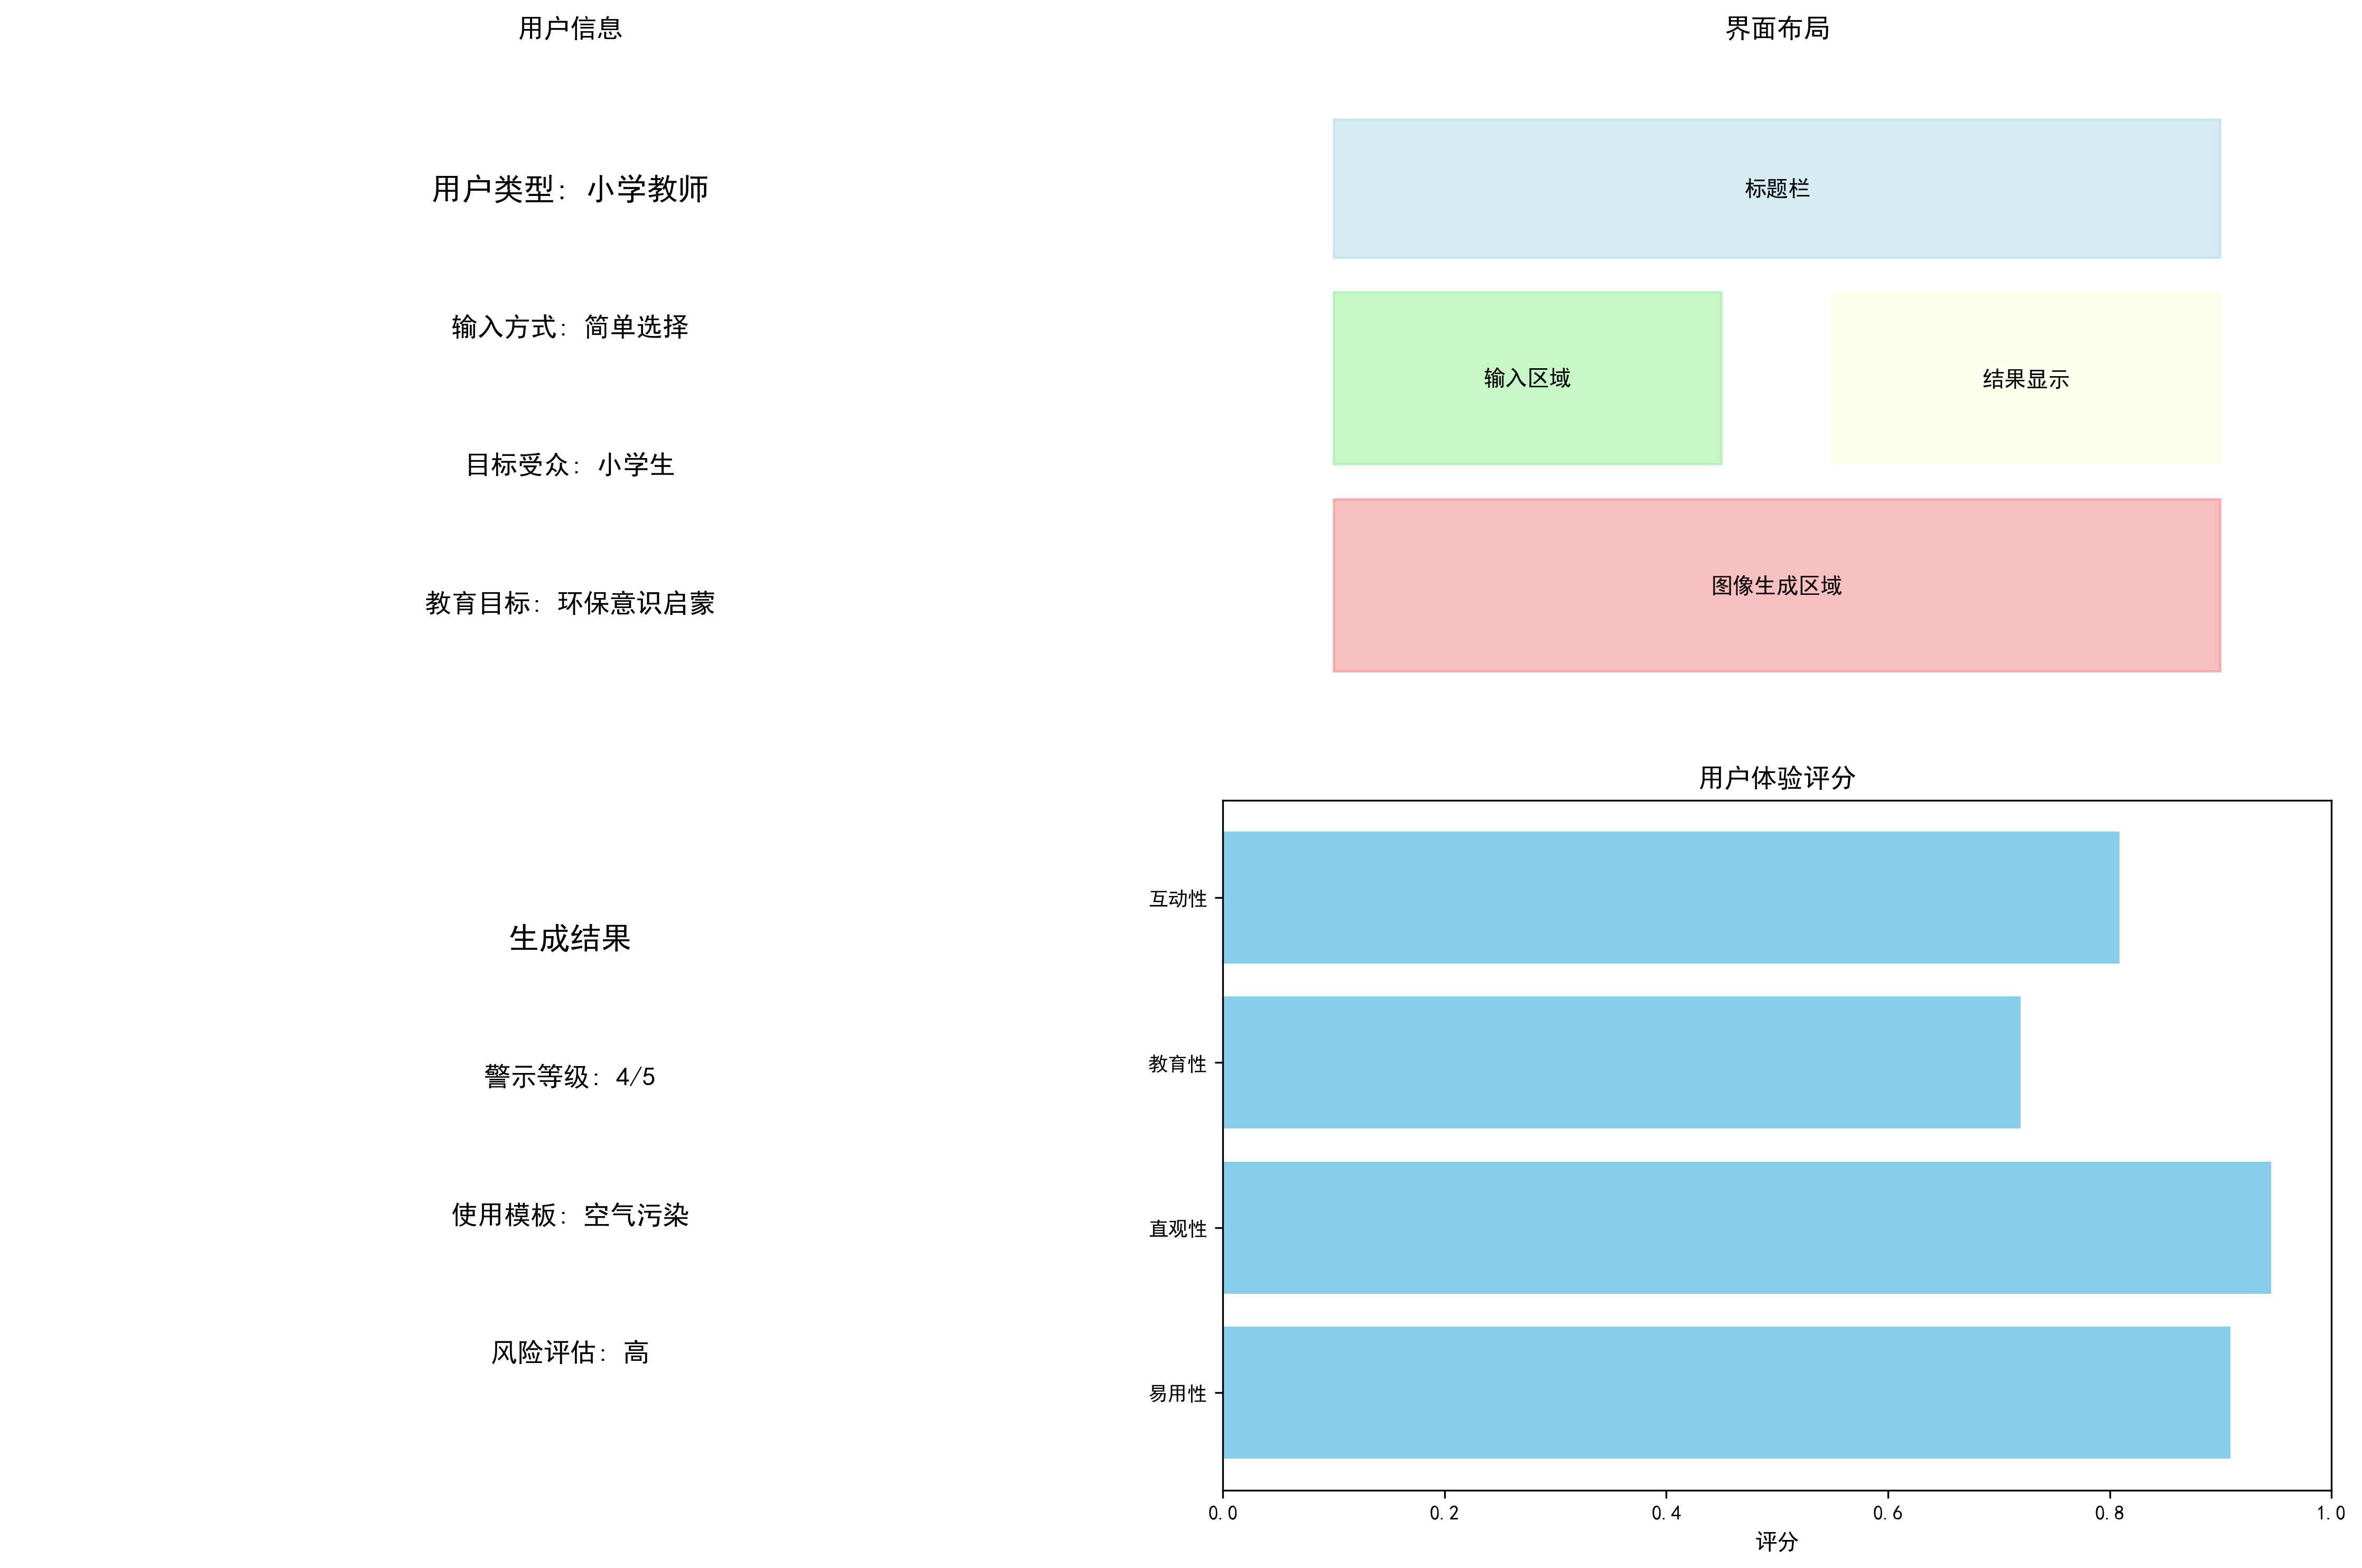 用户信息
用户类型: 小学教师
输入方式: 简单选择
目标受众: 小学生
教育目标: 环保意识启蒙
界面布局
标题栏
输入区域
结果显示
图像生成区域
生成结果
警示等级: 4/5
使用模板: 空气污染
风险评估: 高
用户体验评分
互动性
教育性
直观性
易用性
0.0 0.2 0.4 0.6 0.8 1.0
评分